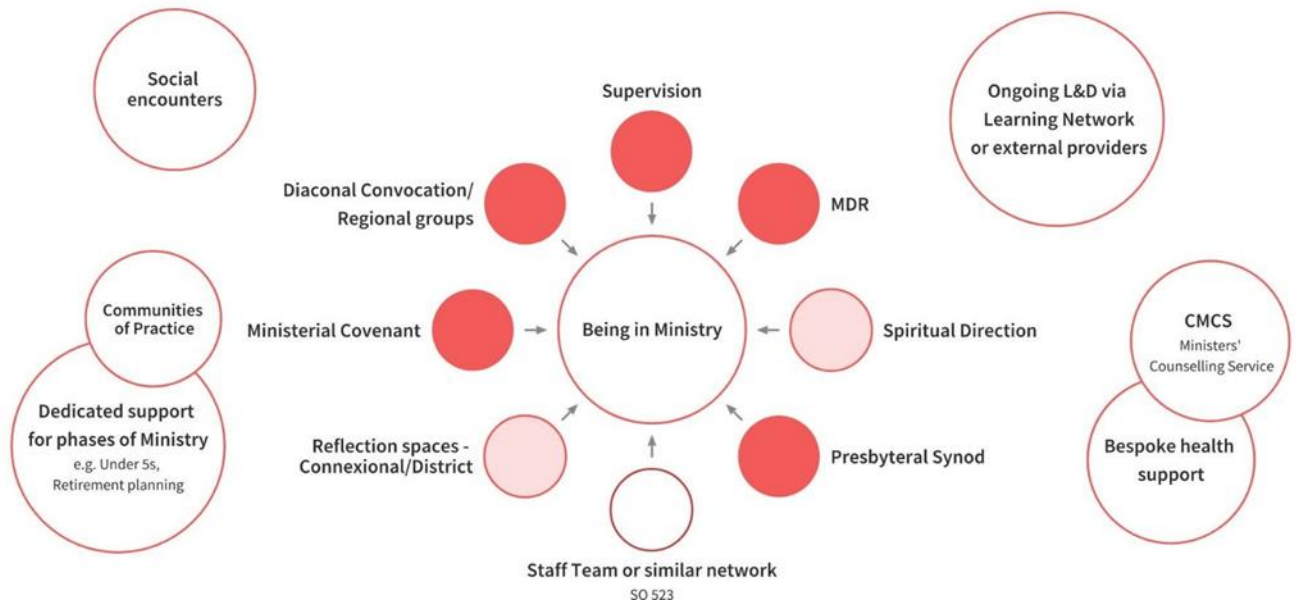 Social
encounters
Supervision
Ongoing L&D via
Learning Network
or external providers
Diaconal Convocation/
Regional groups
MDR
Communities
of Practice
Ministerial Covenant
Being in Ministry
Spiritual Direction
CMCS
Ministers'
Counselling Service
Dedicated support
for phases of Ministry
e.g. Under 5s,
Retirement planning
Reflection spaces -
Connexional/District
Presbyteral Synod
Bespoke health
support
Staff Team or similar network
SO 523